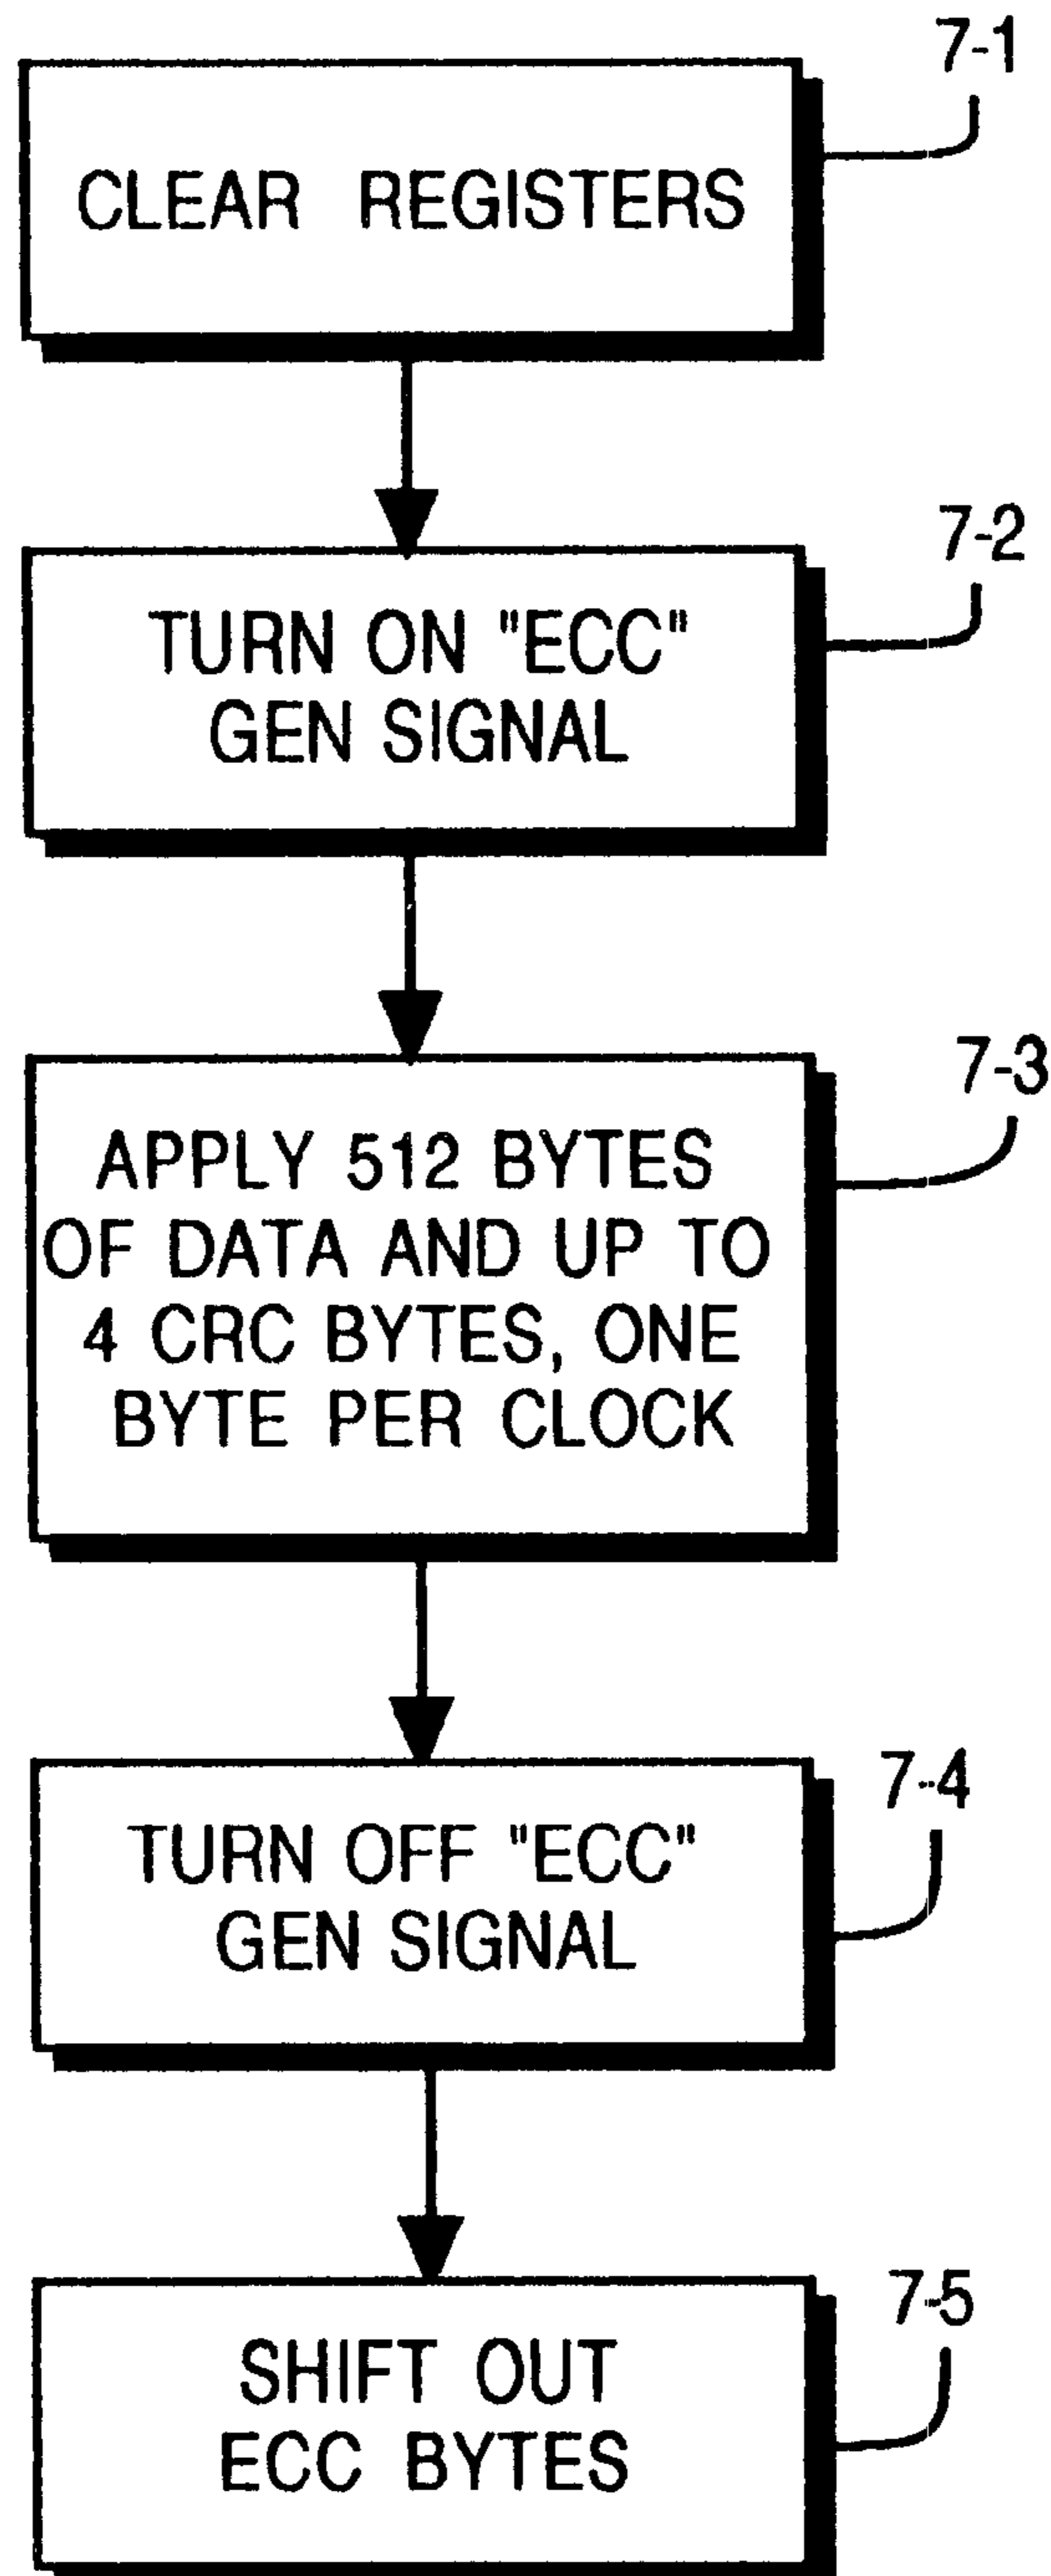 7-1
CLEAR REGISTERS
7-2
TURN ON "ECC"
GEN SIGNAL
7-3
APPLY 512 BYTES
OF DATA AND UP TO
4 CRC BYTES, ONE
BYTE PER CLOCK
7-4
TURN OFF "ECC"
GEN SIGNAL
7-5
SHIFT OUT
ECC BYTES